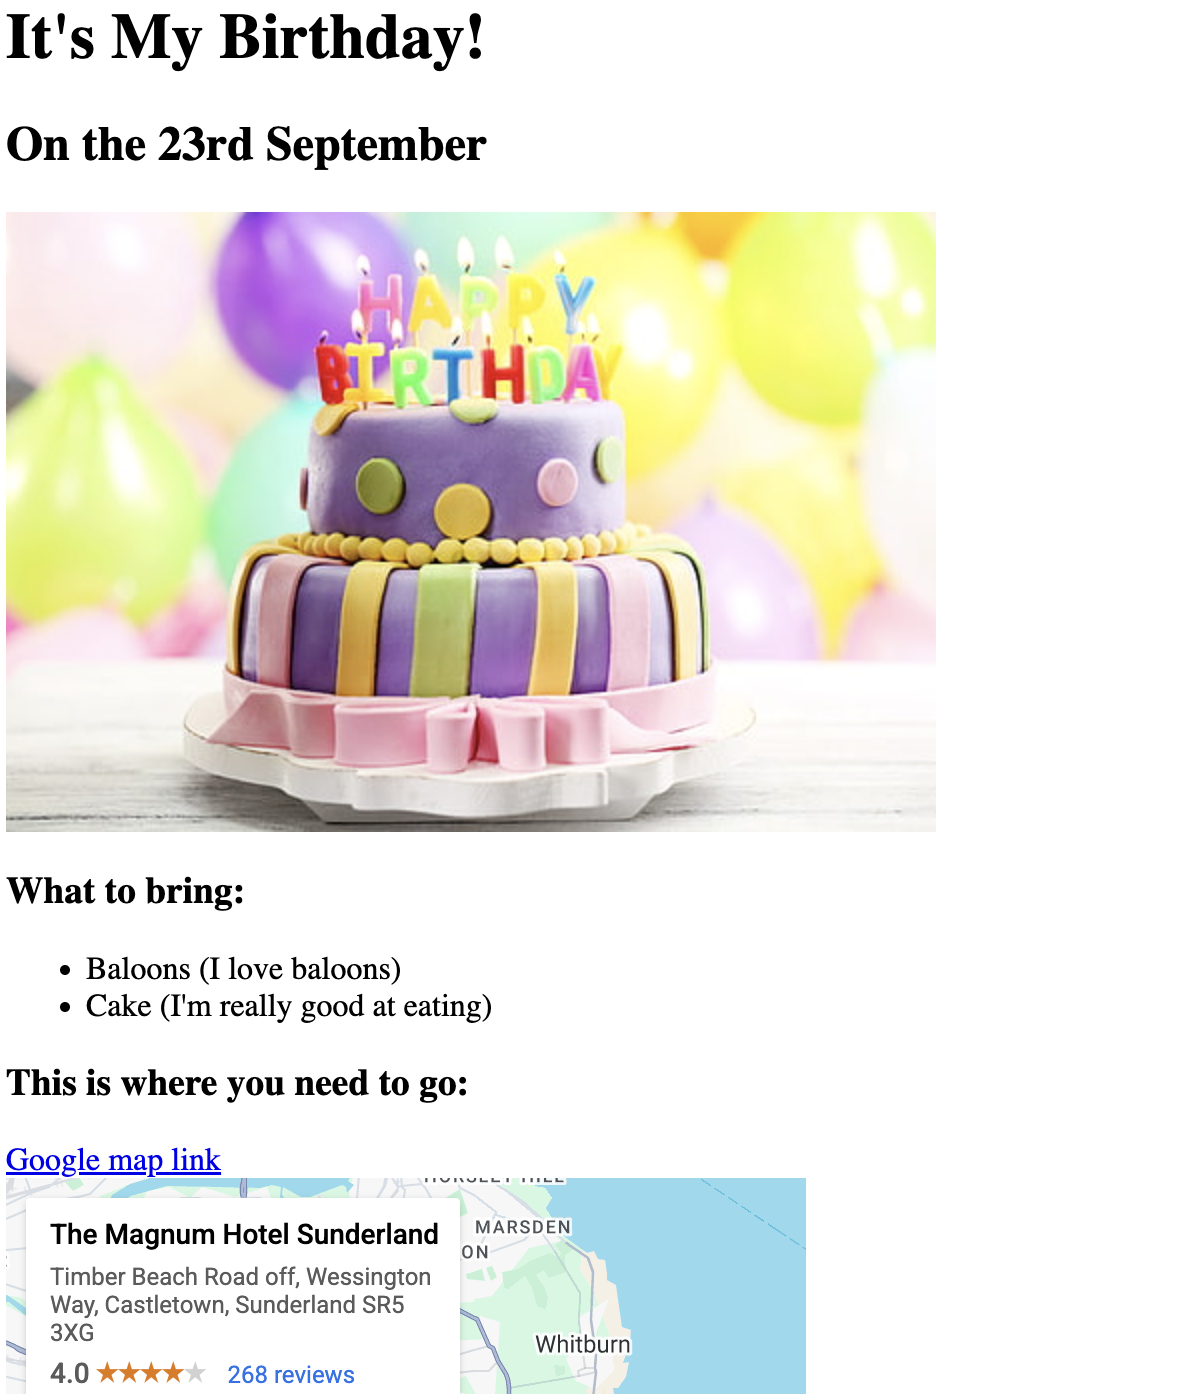 It's My Birthday!
On the 23rd September
HAPPY
BIRTHDAY
What to bring:
Baloons (I love baloons)
Cake (I'm really good at eating)
This is where you need to go:
Google map link
The Magnum Hotel Sunderland
Timber Beach Road off, Wessington
Way, Castletown, Sunderland SR5
3XG
4.0
268 reviews
MARSDEN
ON
Whitburn